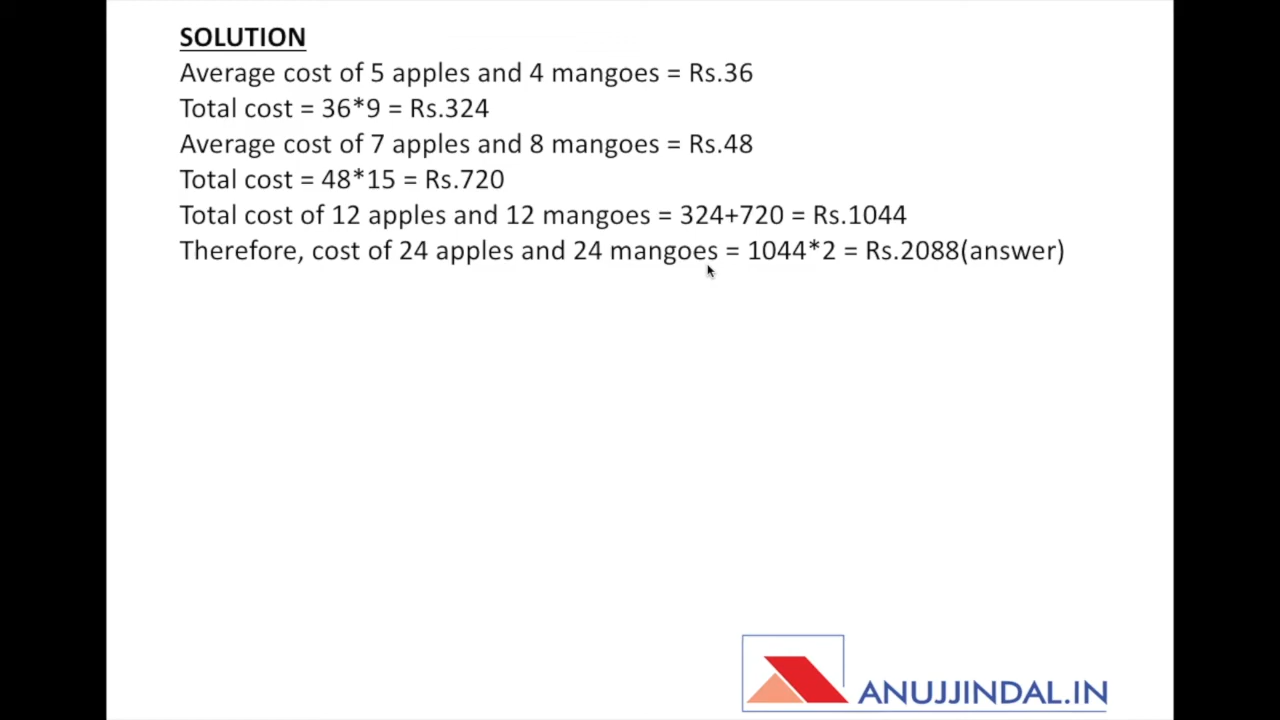 SOLUTION
Average cost of 5 apples and 4 mangoes = Rs.36
Total cost = 36*9 = Rs.324
Average cost of 7 apples and 8 mangoes = Rs.48
Total cost = 48*15 = Rs.720
Total cost of 12 apples and 12 mangoes = 324+720 = Rs.1044
Therefore, cost of 24 apples and 24 mangoes = 1044*2 = Rs.2088(answer)
ANUJJINDAL.IN